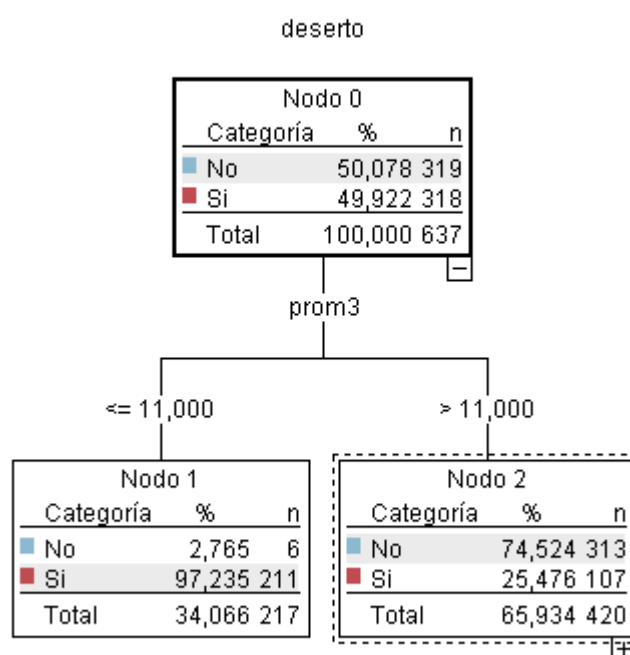 deserto
Nodo 0
Categoría % n
No 50,078 319
Si 49,922 318
Total 100,000 637
prom3
<= 11,000
> 11,000
Nodo 1
Categoría % n
No 2,765 6
Si 97,235 211
Total 34,066 217
Nodo 2
Categoría % n
No 74,524 313
Si 25,476 107
Total 65,934 420